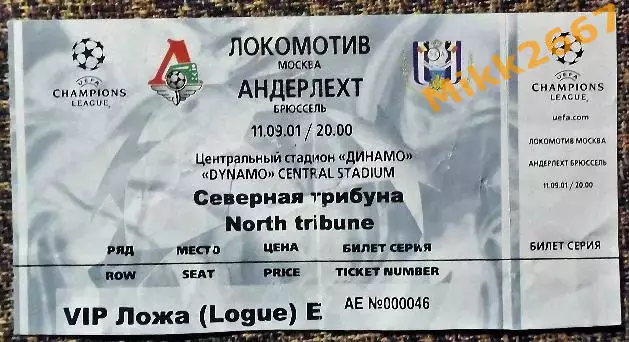 UEFA
CHAMPIONS
LEAGUE®
ЛОКОМОТИВ
МОСКВА
АНДЕРЛЕХТ
БРЮССЕЛЬ
11.09.01 / 20.00
Центральный стадион «ДИНАМО»
«DYNAMO» CENTRAL STADIUM
Северная трибуна
North tribune
РЯД МЕСТО ЦЕНА БИЛЕТ СЕРИЯ
ROW SEAT PRICE TICKET NUMBER
VIP Ложа (Logue) E AE №000046
UEFA
CHAMPIONS
LEAGUE®
uefa.com
ЛОКОМОТИВ МОСКВА
АНДЕРЛЕХТ БРЮССЕЛЬ
11.09.01 / 20.00
БИЛЕТ СЕРИЯ
Mikk2667